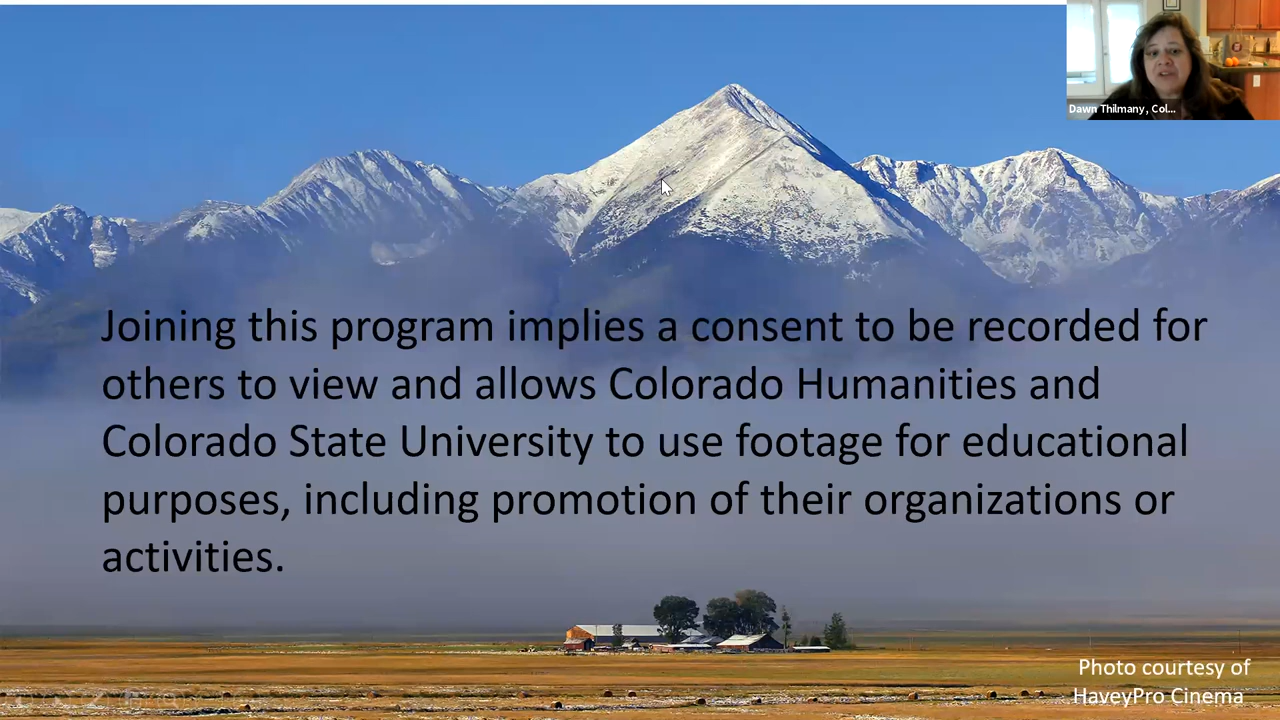 Dawn Thilmany, Col...
Joining this program implies a consent to be recorded for
others to view and allows Colorado Humanities and
Colorado State University to use footage for educational
purposes, including promotion of their organizations or
activities.
Photo courtesy of
HaveyPro Cinema